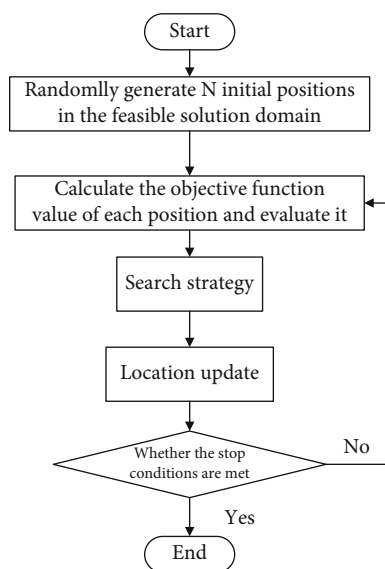 Start
Randomlly generate N initial positions
in the feasible solution domain
Calculate the objective function
value of each position and evaluate it
Search strategy
Location update
Whether the stop
conditions are met
No
Yes
End